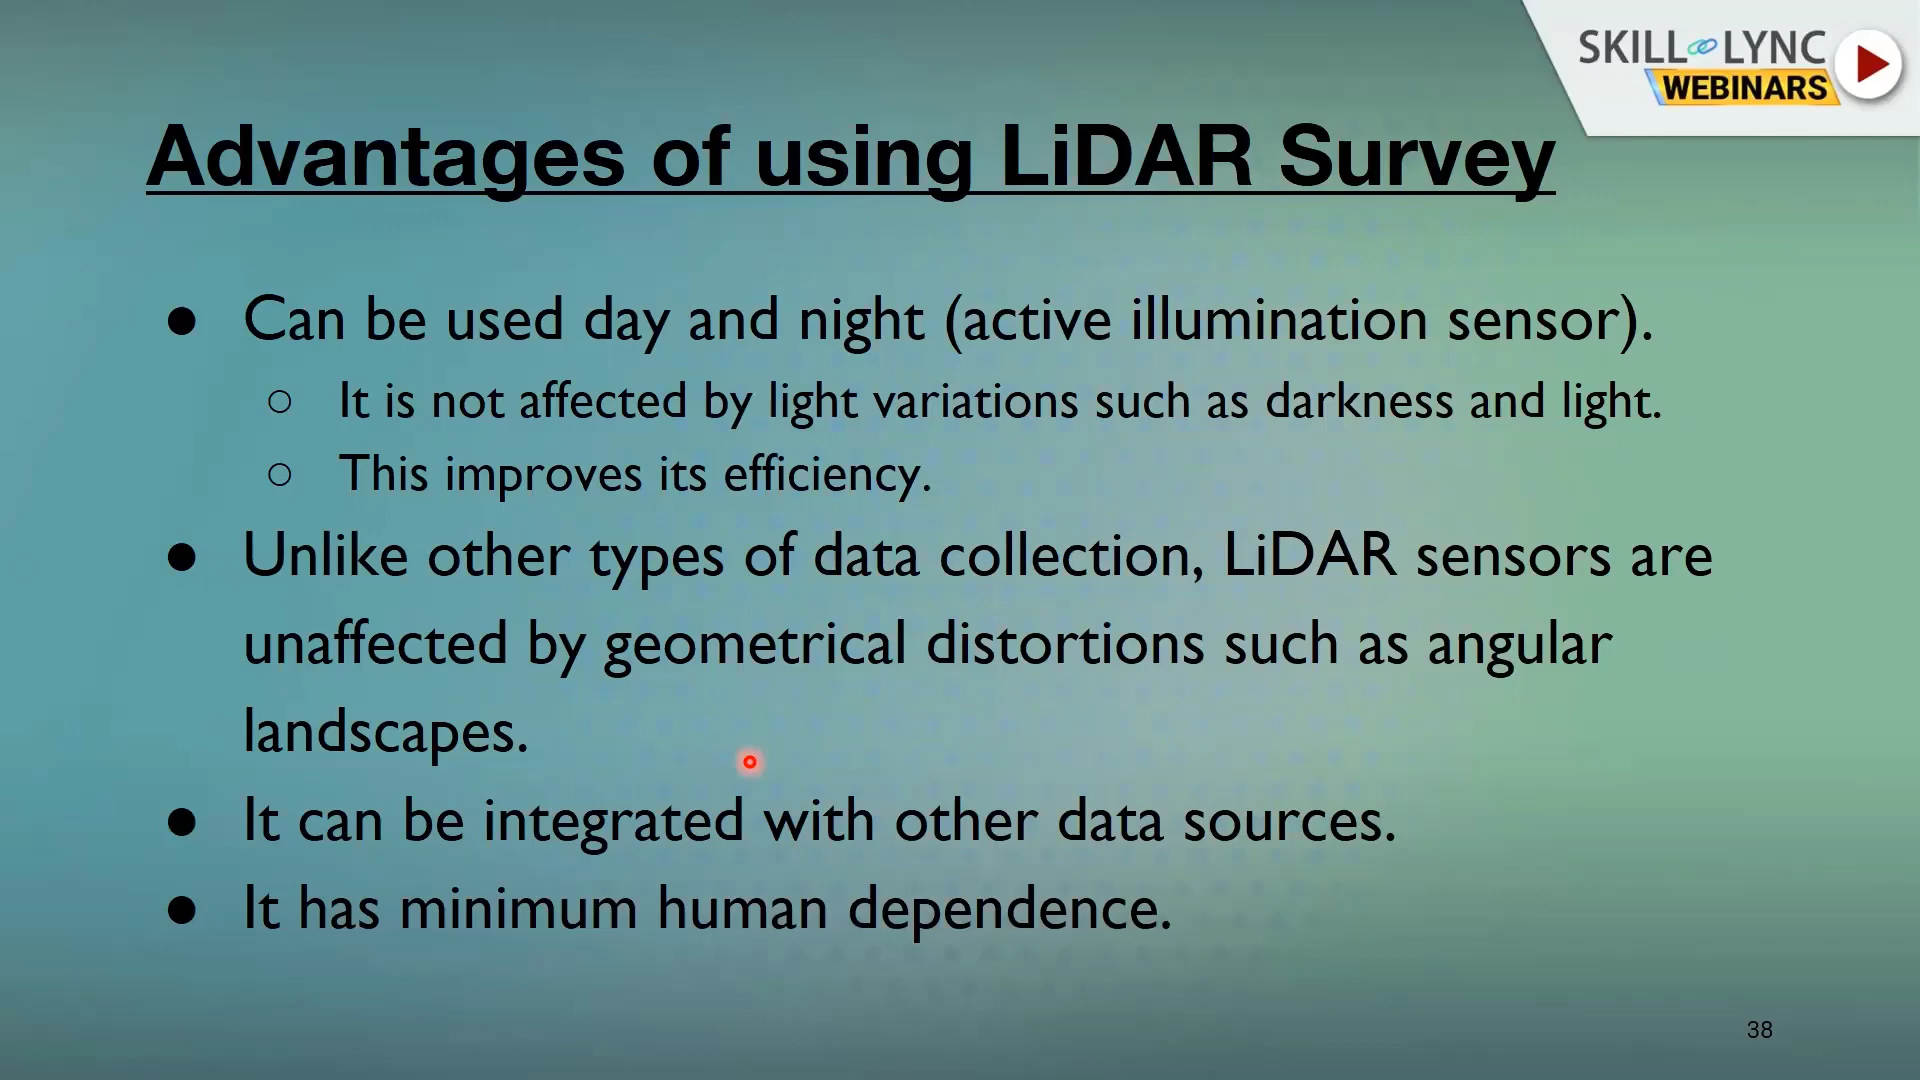 SKILL LYNC
WEBINARS
Advantages of using LiDAR Survey
● Can be used day and night (active illumination sensor).
○ It is not affected by light variations such as darkness and light.
○ This improves its efficiency.
● Unlike other types of data collection, LiDAR sensors are
unaffected by geometrical distortions such as angular
landscapes.
● It can be integrated with other data sources.
● It has minimum human dependence.
38